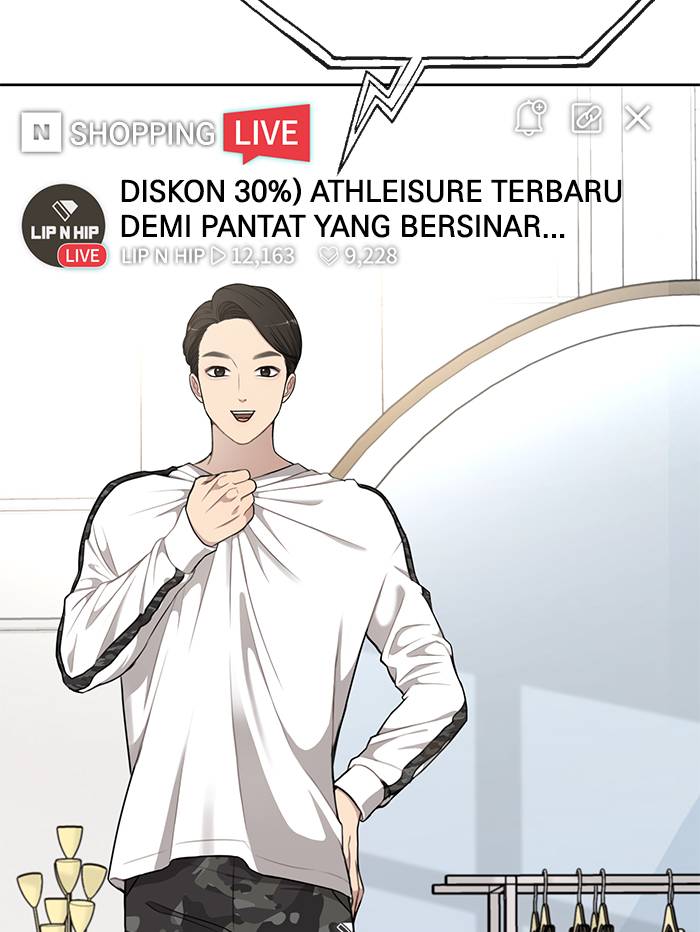 N SHOPPING LIVE
DISKON 30%) ATHLEISURE TERBARU
DEMI PANTAT YANG BERSINAR...
LIP N HIP
LIVE
LIP N HIP 12,163 9,228